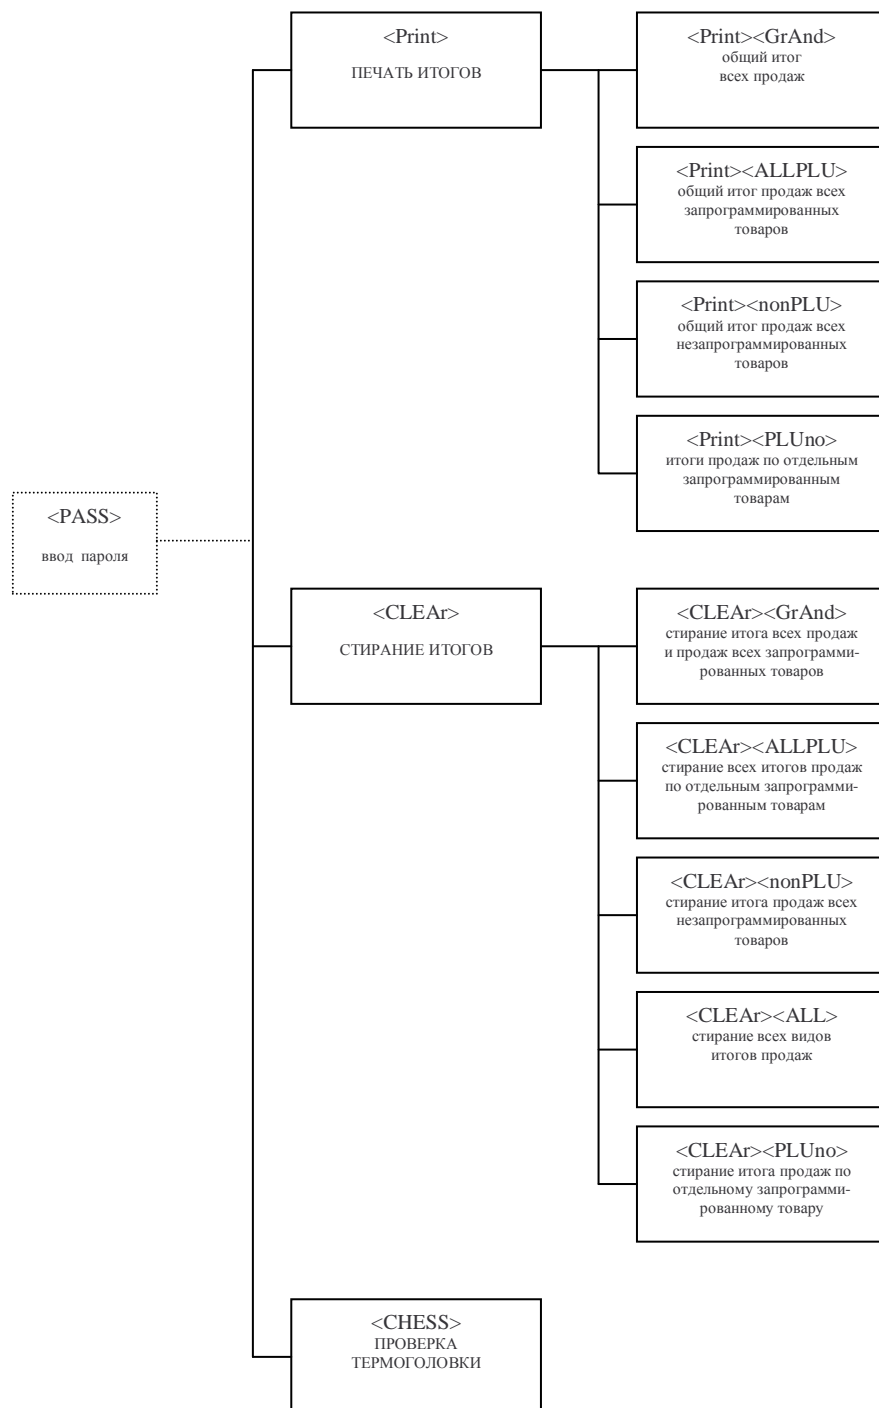 <Print>
ПЕЧАТЬ ИТОГОВ
<Print><GrAnd>
общий итог
всех продаж
<Print><ALLPLU>
общий итог продаж всех
запрограммированных
товаров
<Print><nonPLU>
общий итог продаж всех
незапрограммированных
товаров
<Print><PLUno>
итоги продаж по отдельным
запрограммированным
товарам
<PASS>
ввод пароля
<CLEAr>
СТИРАНИЕ ИТОГОВ
<CLEAr><GrAnd>
стирание итога всех продаж
и продаж всех запрограмми-
рованных товаров
<CLEAr><ALLPLU>
стирание всех итогов продаж
по отдельным запрограмми-
рованным товарам
<CLEAr><nonPLU>
стирание итога продаж всех
незапрограммированных
товаров
<CLEAr><ALL>
стирание всех видов
итогов продаж
<CLEAr><PLUno>
стирание итога продаж по
отдельному запрограмми-
рованному товару
<CHESS>
ПРОВЕРКА
ТЕРМОГОЛОВКИ